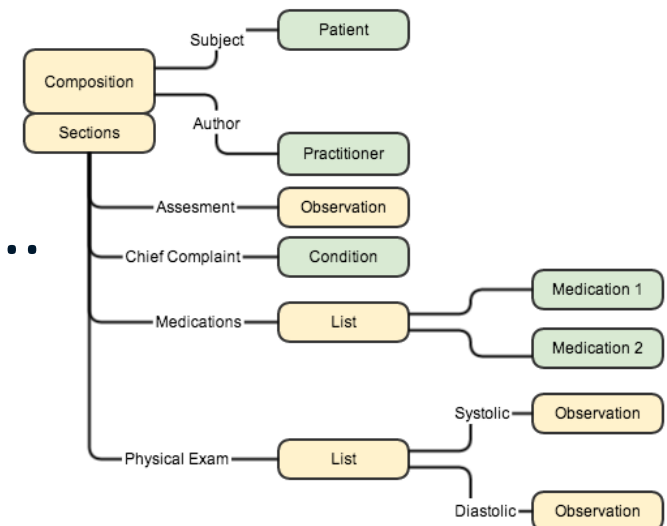 Subject
Patient
Composition
Sections
Author
Practitioner
Assesment
Observation
Chief Complaint
Condition
Medications
List
Medication 1
Medication 2
Physical Exam
List
Systolic
Observation
Diastolic
Observation